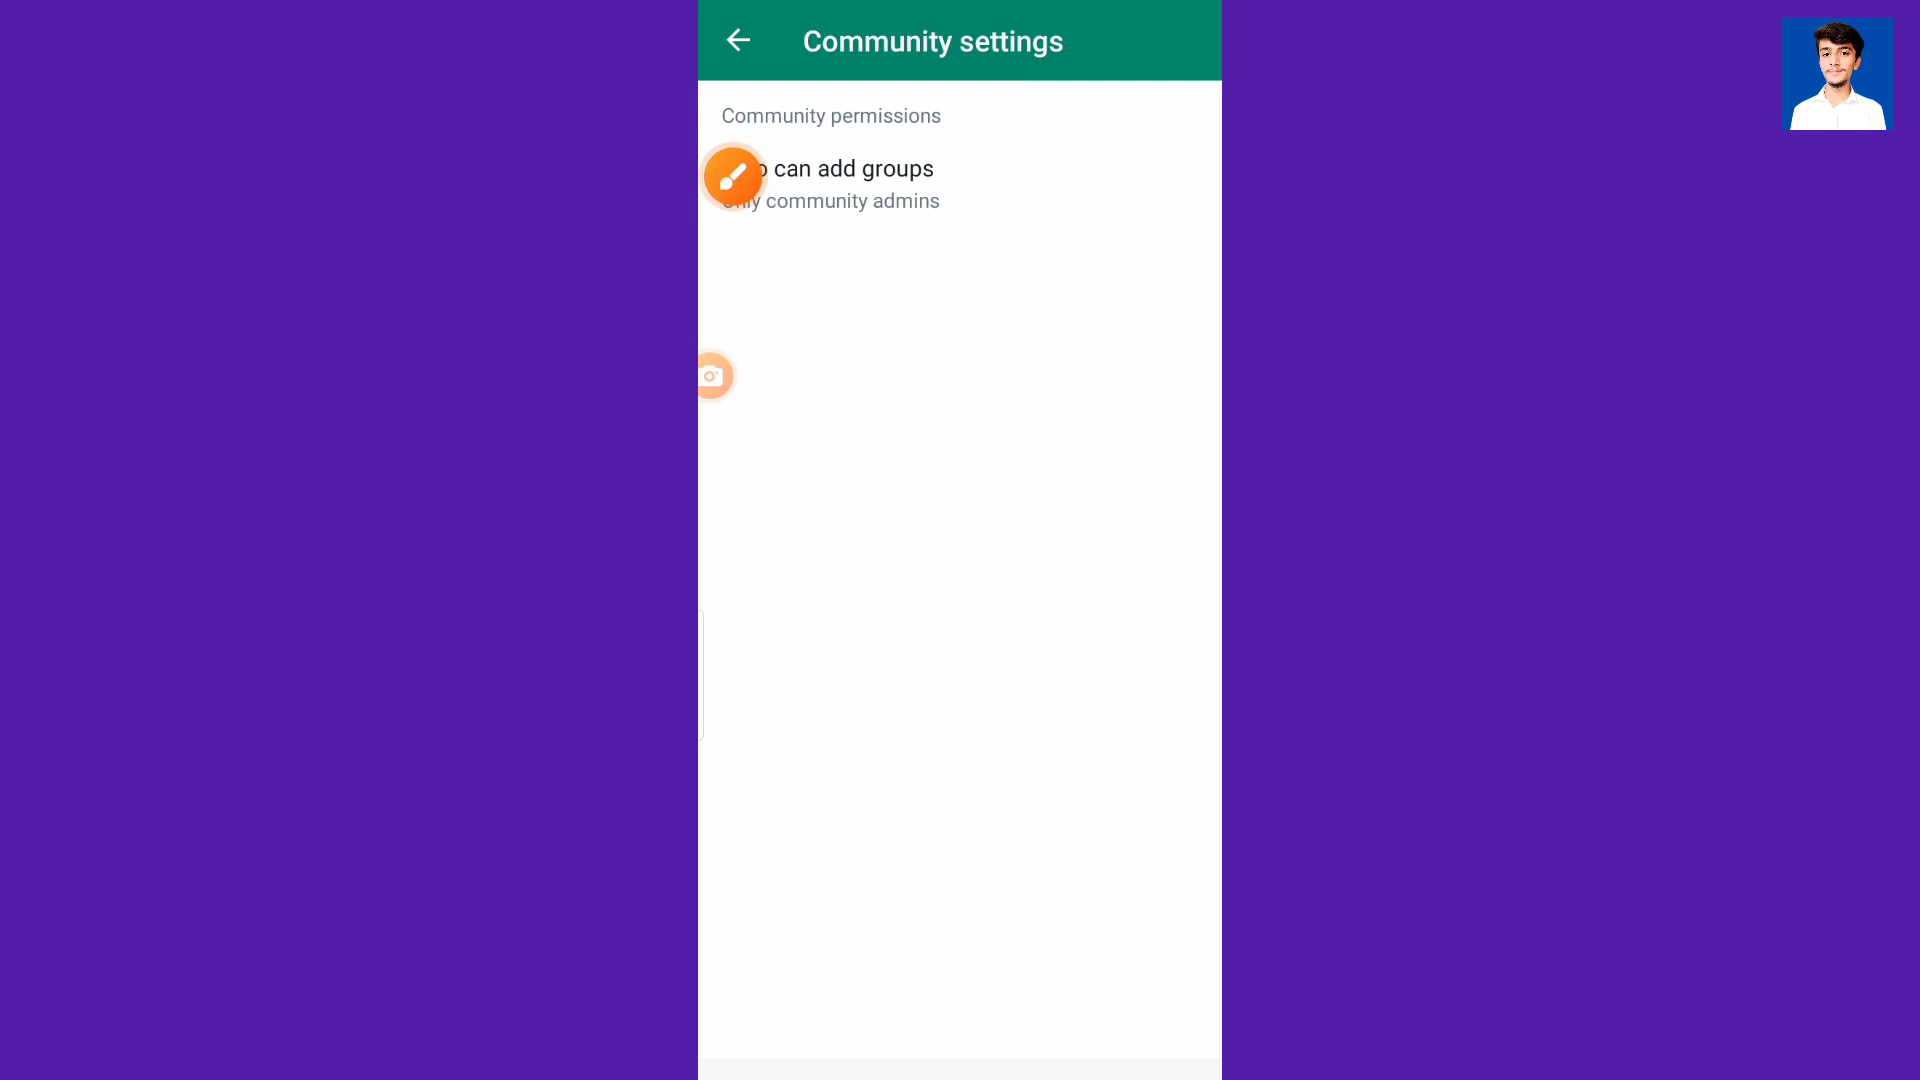 Community settings
Community permissions
can add groups
community admins